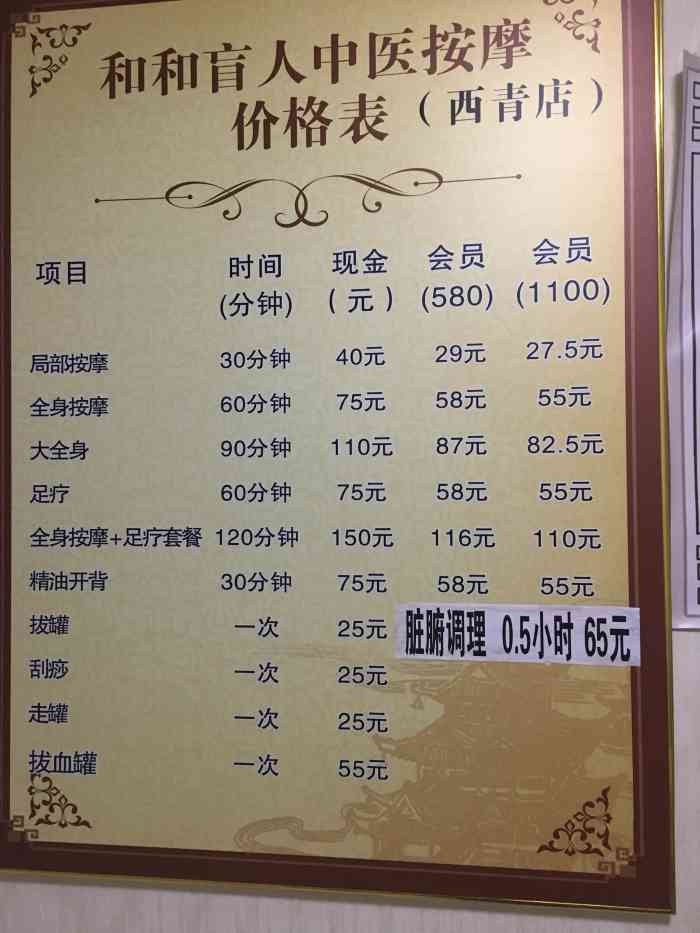 和和盲人中医按摩
价格表（西青店）
项目 时间 现金 会员 会员
(分钟) （元） (580) (1100)
局部按摩 30分钟 40元 29元 27.5元
全身按摩 60分钟 75元 58元 55元
大全身 90分钟 110元 87元 82.5元
足疗 60分钟 75元 58元 55元
全身按摩+足疗套餐 120分钟 150元 116元 110元
精油开背 30分钟 75元 58元 55元
拔罐 一次 25元 脏腑调理 0.5小时 65元
刮痧 一次 25元
走罐 一次 25元
拔血罐 一次 55元